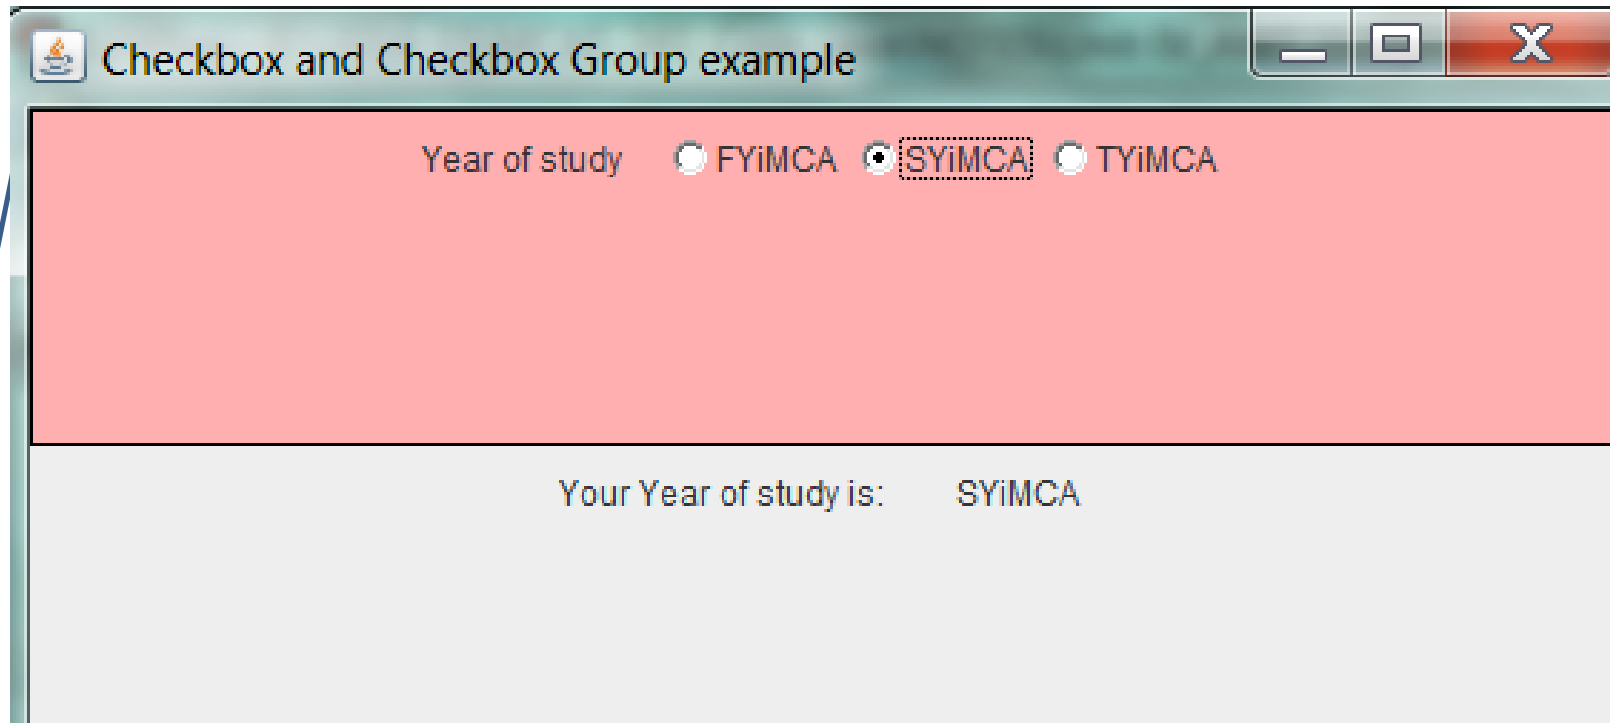 Checkbox and Checkbox Group example
Year of study FYiMCA SYiMCA TYiMCA
Your Year of study is: SYiMCA